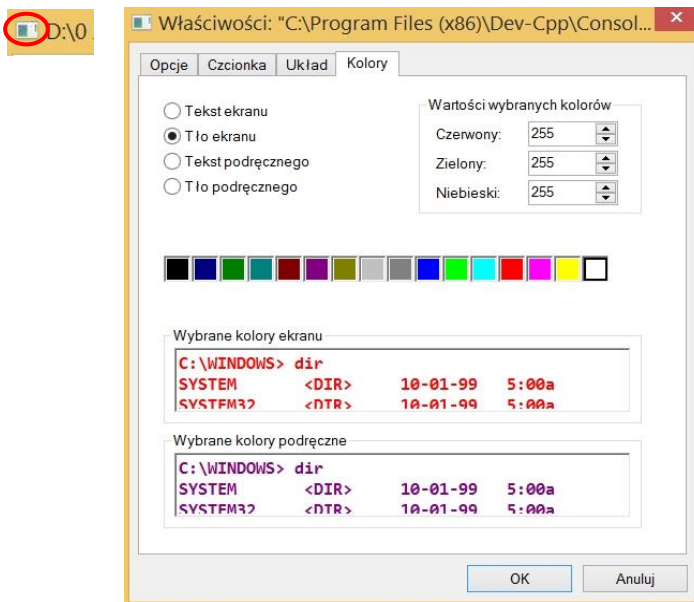 D:\0
Właściwości: "C:\Program Files (x86)\Dev-Cpp\Consol...
Opcje Czcionka Układ Kolory
Tekst ekranu
Tło ekranu
Tekst podręcznego
Tło podręcznego
Wartości wybranych kolorów
Czerwony: 255
Zielony: 255
Niebieski: 255
Wybrane kolory ekranu
C:\WINDOWS> dir
SYSTEM <DIR> 10-01-99 5:00a
SYSTEM32 <DIR> 10-01-99 5:00a
Wybrane kolory podręczne
C:\WINDOWS> dir
SYSTEM <DIR> 10-01-99 5:00a
SYSTEM32 <DIR> 10-01-99 5:00a
OK Anuluj